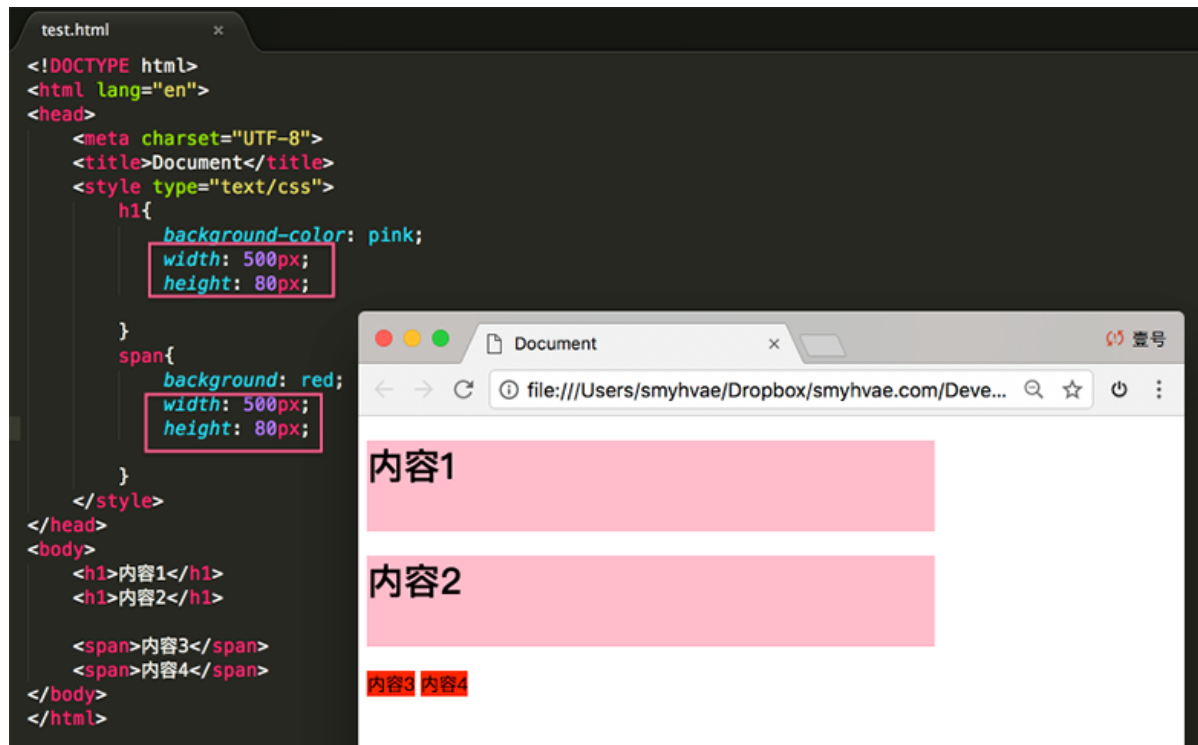 test.html ×
<!DOCTYPE html>
<html lang="en">
<head>
<meta charset="UTF-8">
<title>Document</title>
<style type="text/css">
h1{
background-color: pink;
width: 500px;
height: 80px;
}
span{
background: red;
width: 500px;
height: 80px;
}
</style>
</head>
<body>
<h1>内容1</h1>
<h1>内容2</h1>
<span>内容3</span>
<span>内容4</span>
</body>
</html>
Document × 壹号
file:///Users/smyhvae/Dropbox/smyhvae.com/Deve...
内容1
内容2
内容3 内容4